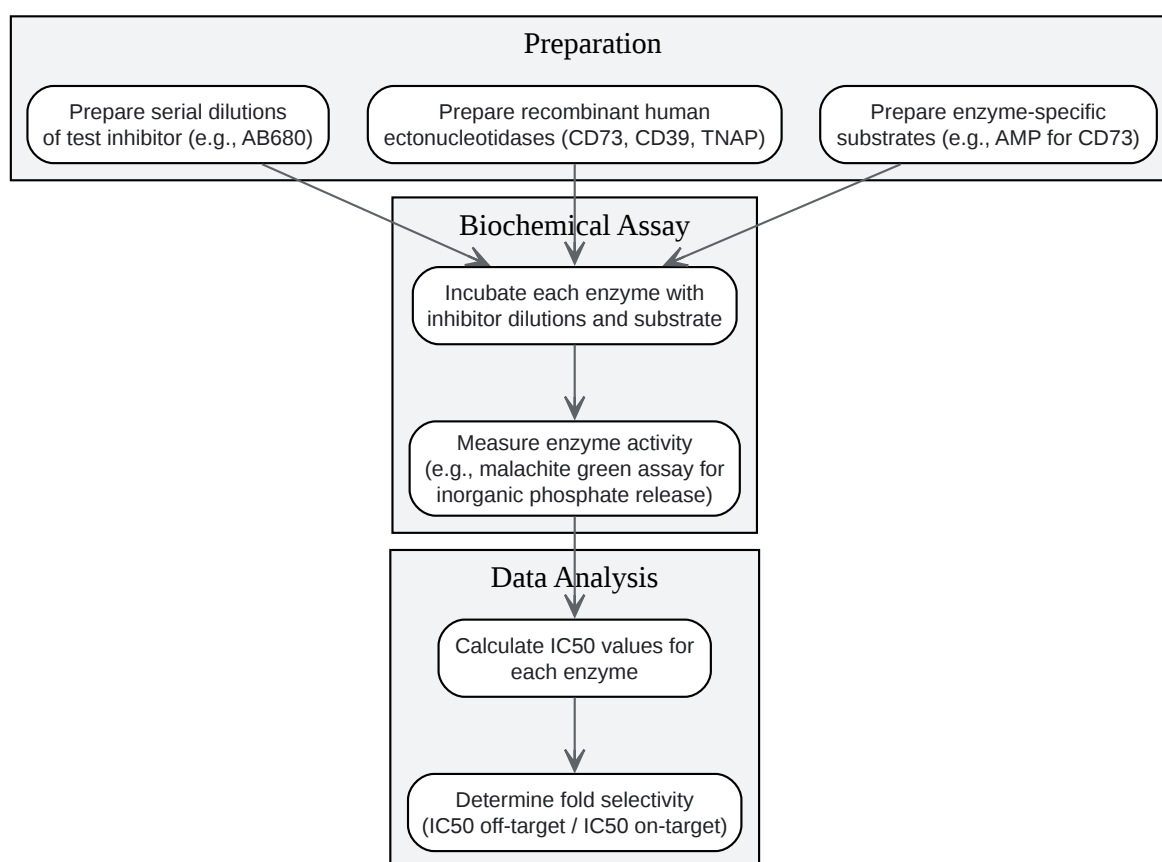 Preparation
Prepare serial dilutions
of test inhibitor (e.g., AB680)
Prepare recombinant human
ectonucleotidases (CD73, CD39, TNAP)
Prepare enzyme-specific
substrates (e.g., AMP for CD73)
Biochemical Assay
Incubate each enzyme with
inhibitor dilutions and substrate
Measure enzyme activity
(e.g., malachite green assay for
inorganic phosphate release)
Data Analysis
Calculate IC50 values for
each enzyme
Determine fold selectivity
(IC50 off-target / IC50 on-target)